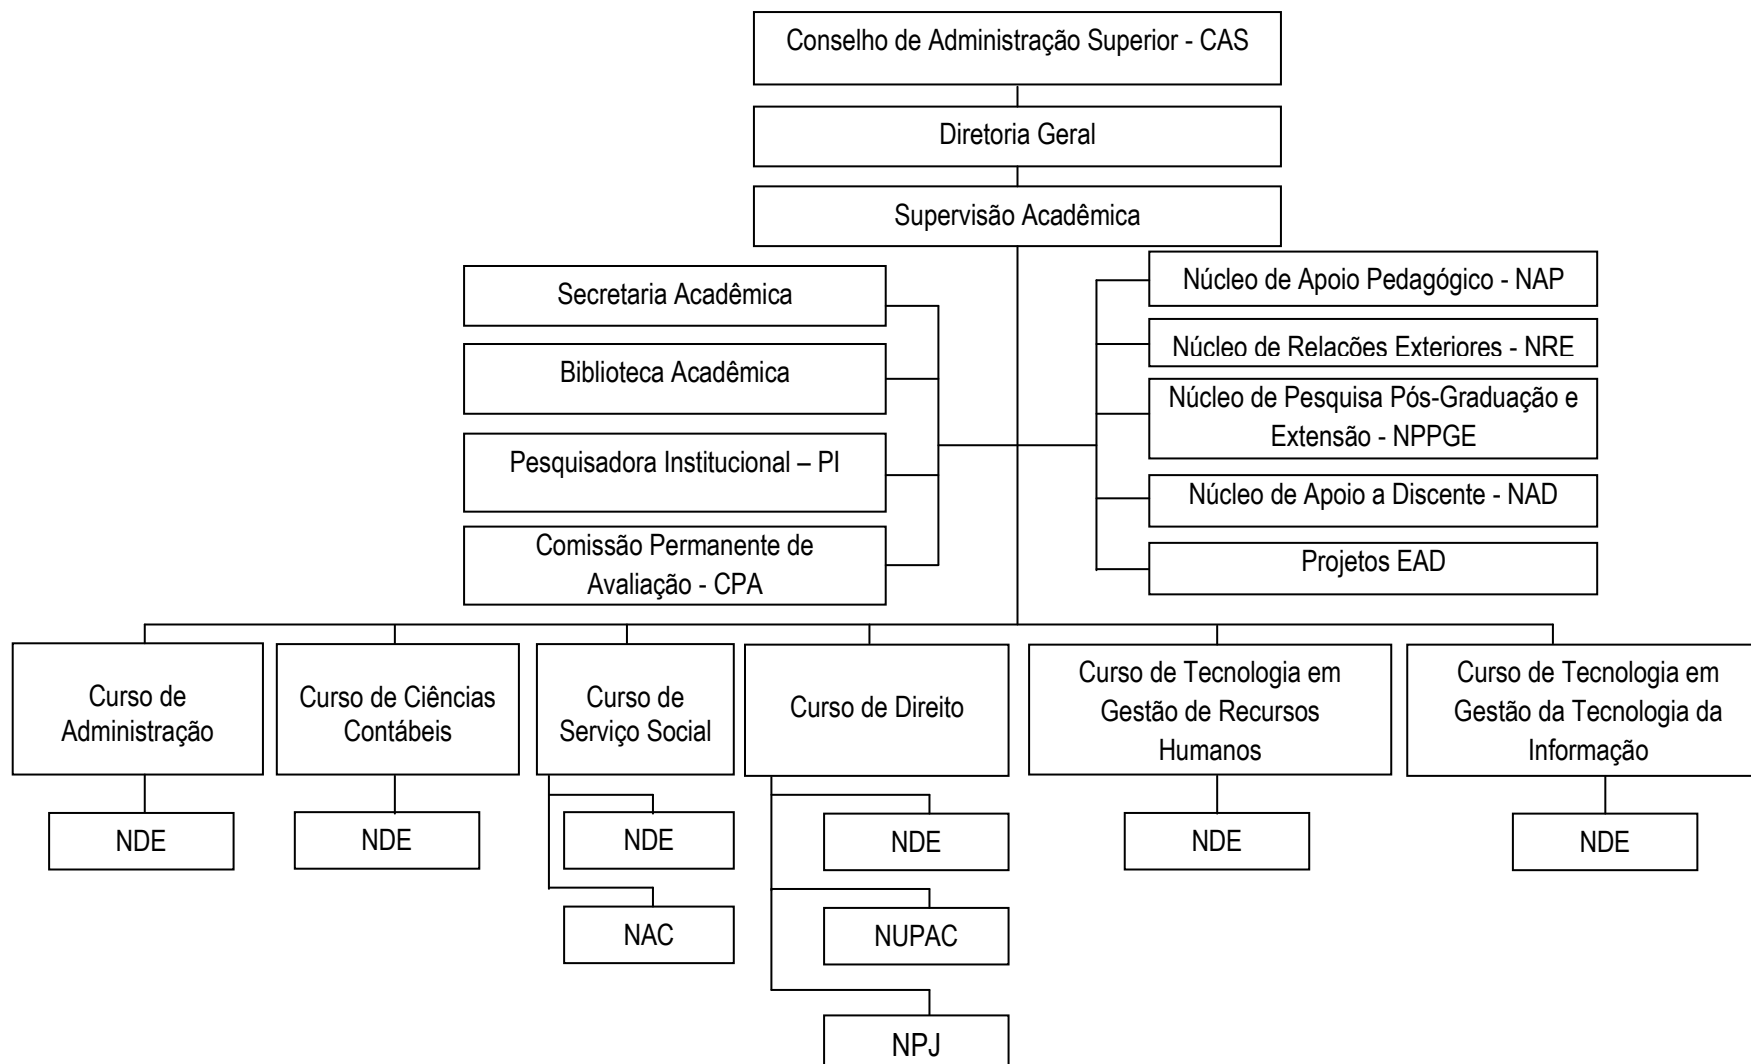 Conselho de Administração Superior - CAS
Diretoria Geral
Supervisão Acadêmica
Secretaria Acadêmica
Biblioteca Acadêmica
Pesquisadora Institucional – PI
Comissão Permanente de
Avaliação - CPA
Núcleo de Apoio Pedagógico - NAP
Núcleo de Relações Exteriores - NRE
Núcleo de Pesquisa Pós-Graduação e
Extensão - NPPGE
Núcleo de Apoio a Discente - NAD
Projetos EAD
Curso de
Administração
Curso de Ciências
Contábeis
Curso de
Serviço Social
Curso de Direito
Curso de Tecnologia em
Gestão de Recursos
Humanos
Curso de Tecnologia em
Gestão da Tecnologia da
Informação
NDE
NDE
NDE
NDE
NDE
NDE
NAC
NUPAC
NPJ